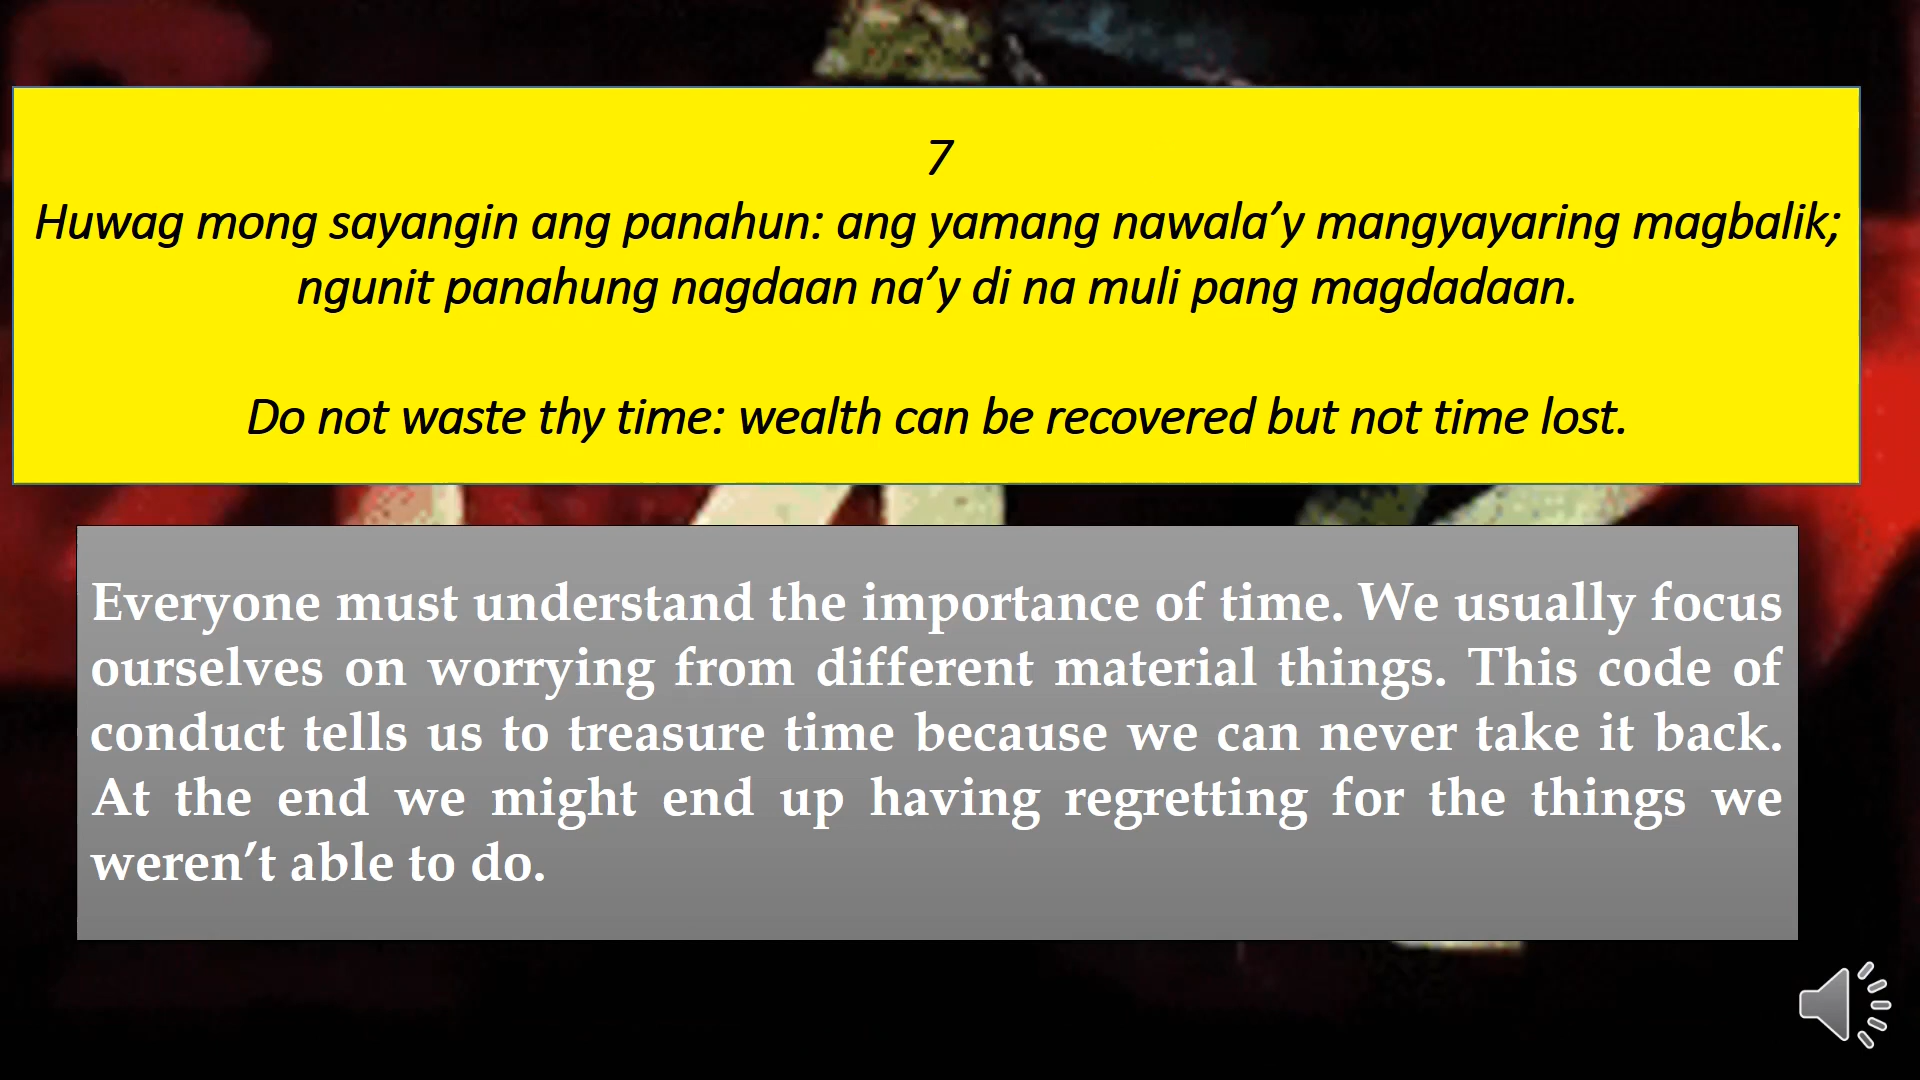 7
Huwag mong sayangin ang panahun: ang yamang nawala’y mangyayaring magbalik;
ngunit panahung nagdaan na’y di na muli pang magdadaan.
Do not waste thy time: wealth can be recovered but not time lost.
Everyone must understand the importance of time. We usually focus
ourselves on worrying from different material things. This code of
conduct tells us to treasure time because we can never take it back.
At the end we might end up having regretting for the things we
weren’t able to do.